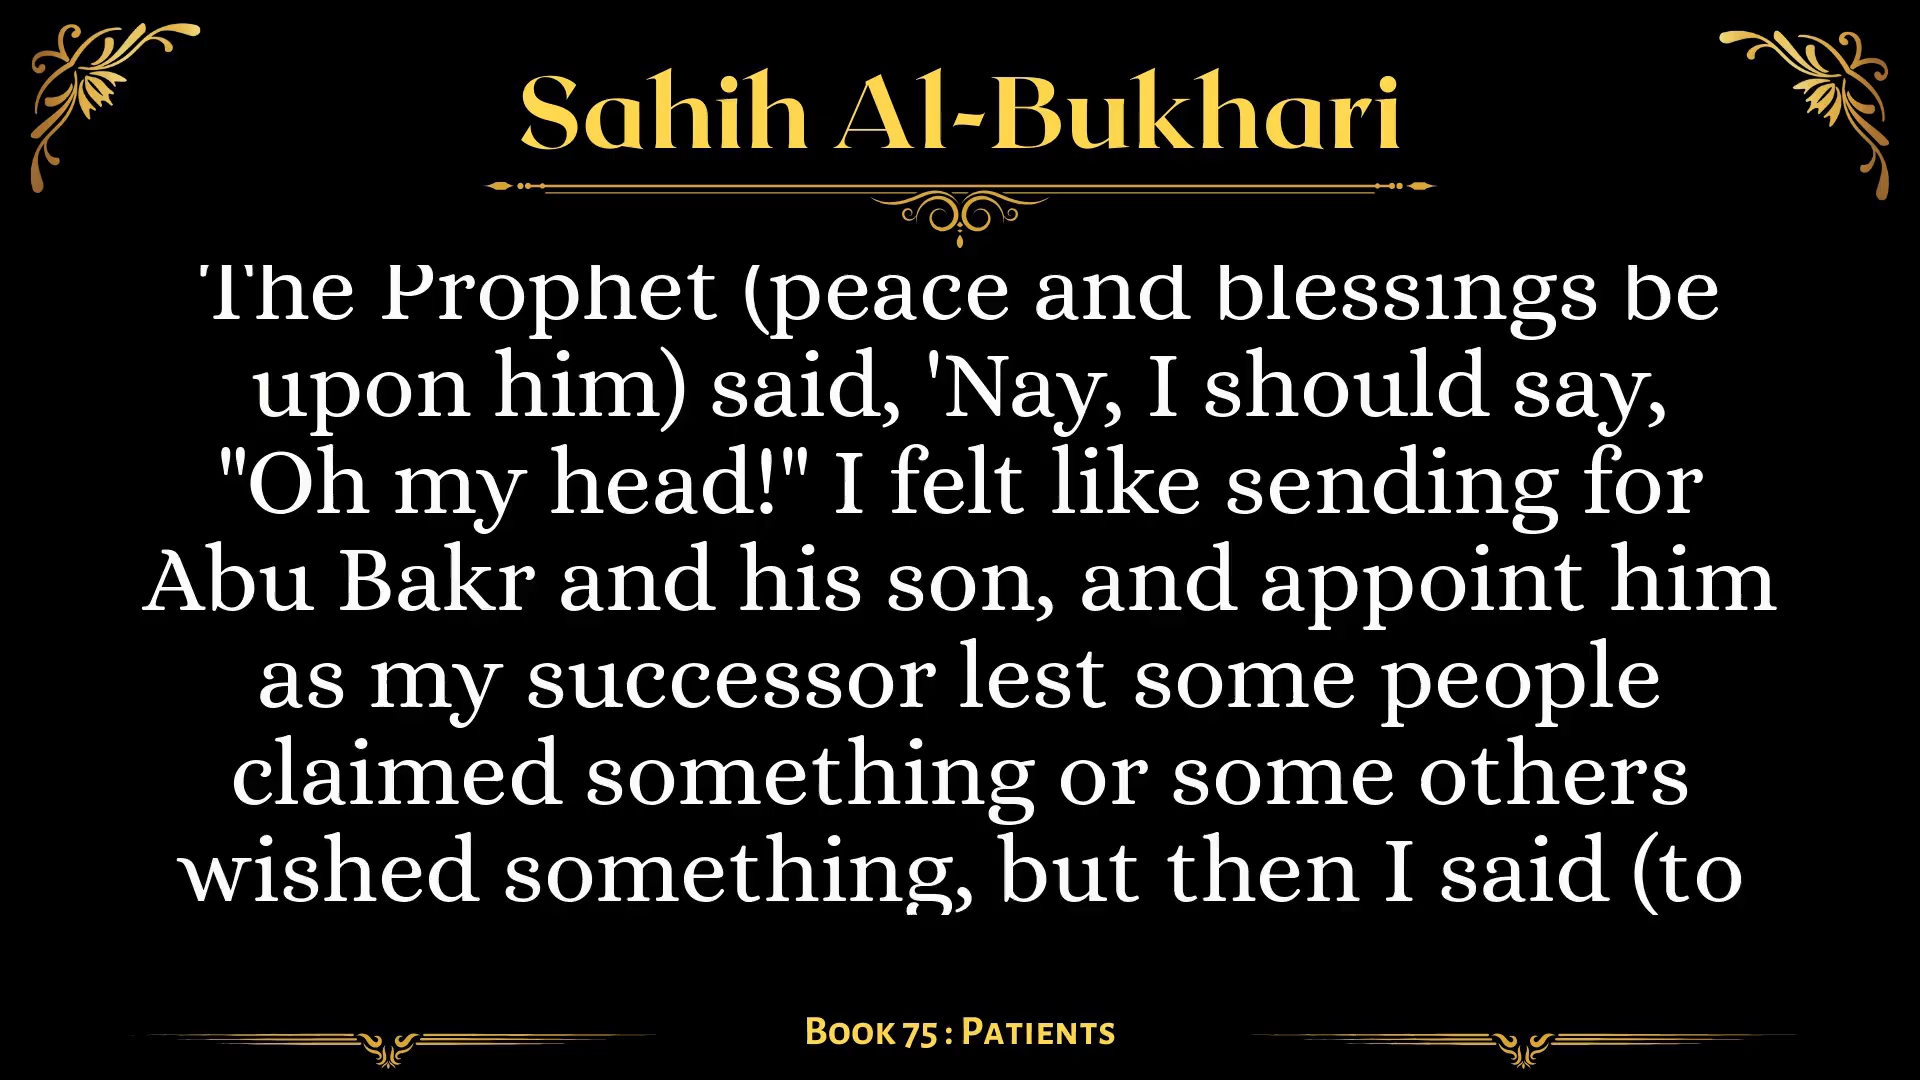 Sahih Al-Bukhari
The Prophet (peace and blessings be
upon him) said, 'Nay, I should say,
"Oh my head!" I felt like sending for
Abu Bakr and his son, and appoint him
as my successor lest some people
claimed something or some others
wished something, but then I said (to
Book 75 : Patients